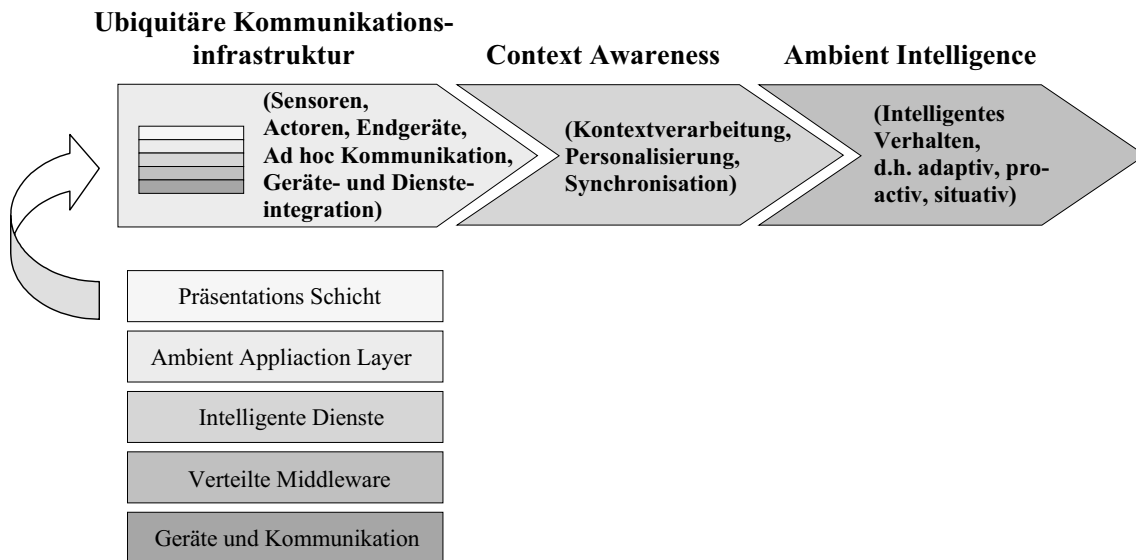 Ubiquitäre Kommunikations-
infrastruktur
Context Awareness
Ambient Intelligence
(Sensoren,
Actoren, Endgeräte,
Ad hoc Kommunikation,
Geräte- und Dienste-
integration)
(Kontextverarbeitung,
Personalisierung,
Synchronisation)
(Intelligentes
Verhalten,
d.h. adaptiv, pro-
activ, situativ)
Präsentations Schicht
Ambient Appliaction Layer
Intelligente Dienste
Verteilte Middleware
Geräte und Kommunikation